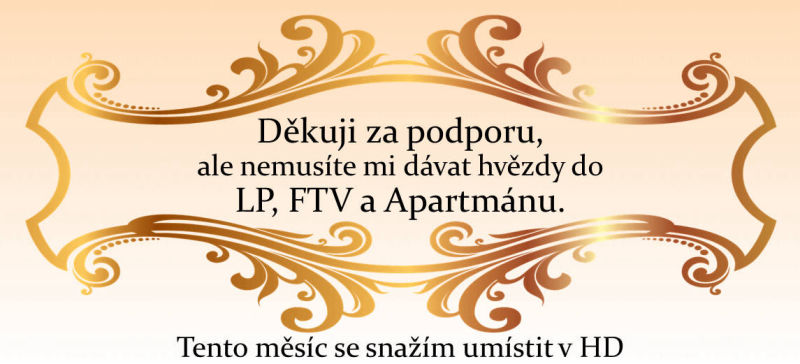 Děkuji za podporu,
ale nemusíte mi dávat hvězdy do
LP, FTV a Apartmánu.
Tento měsíc se snažím umístit v HD